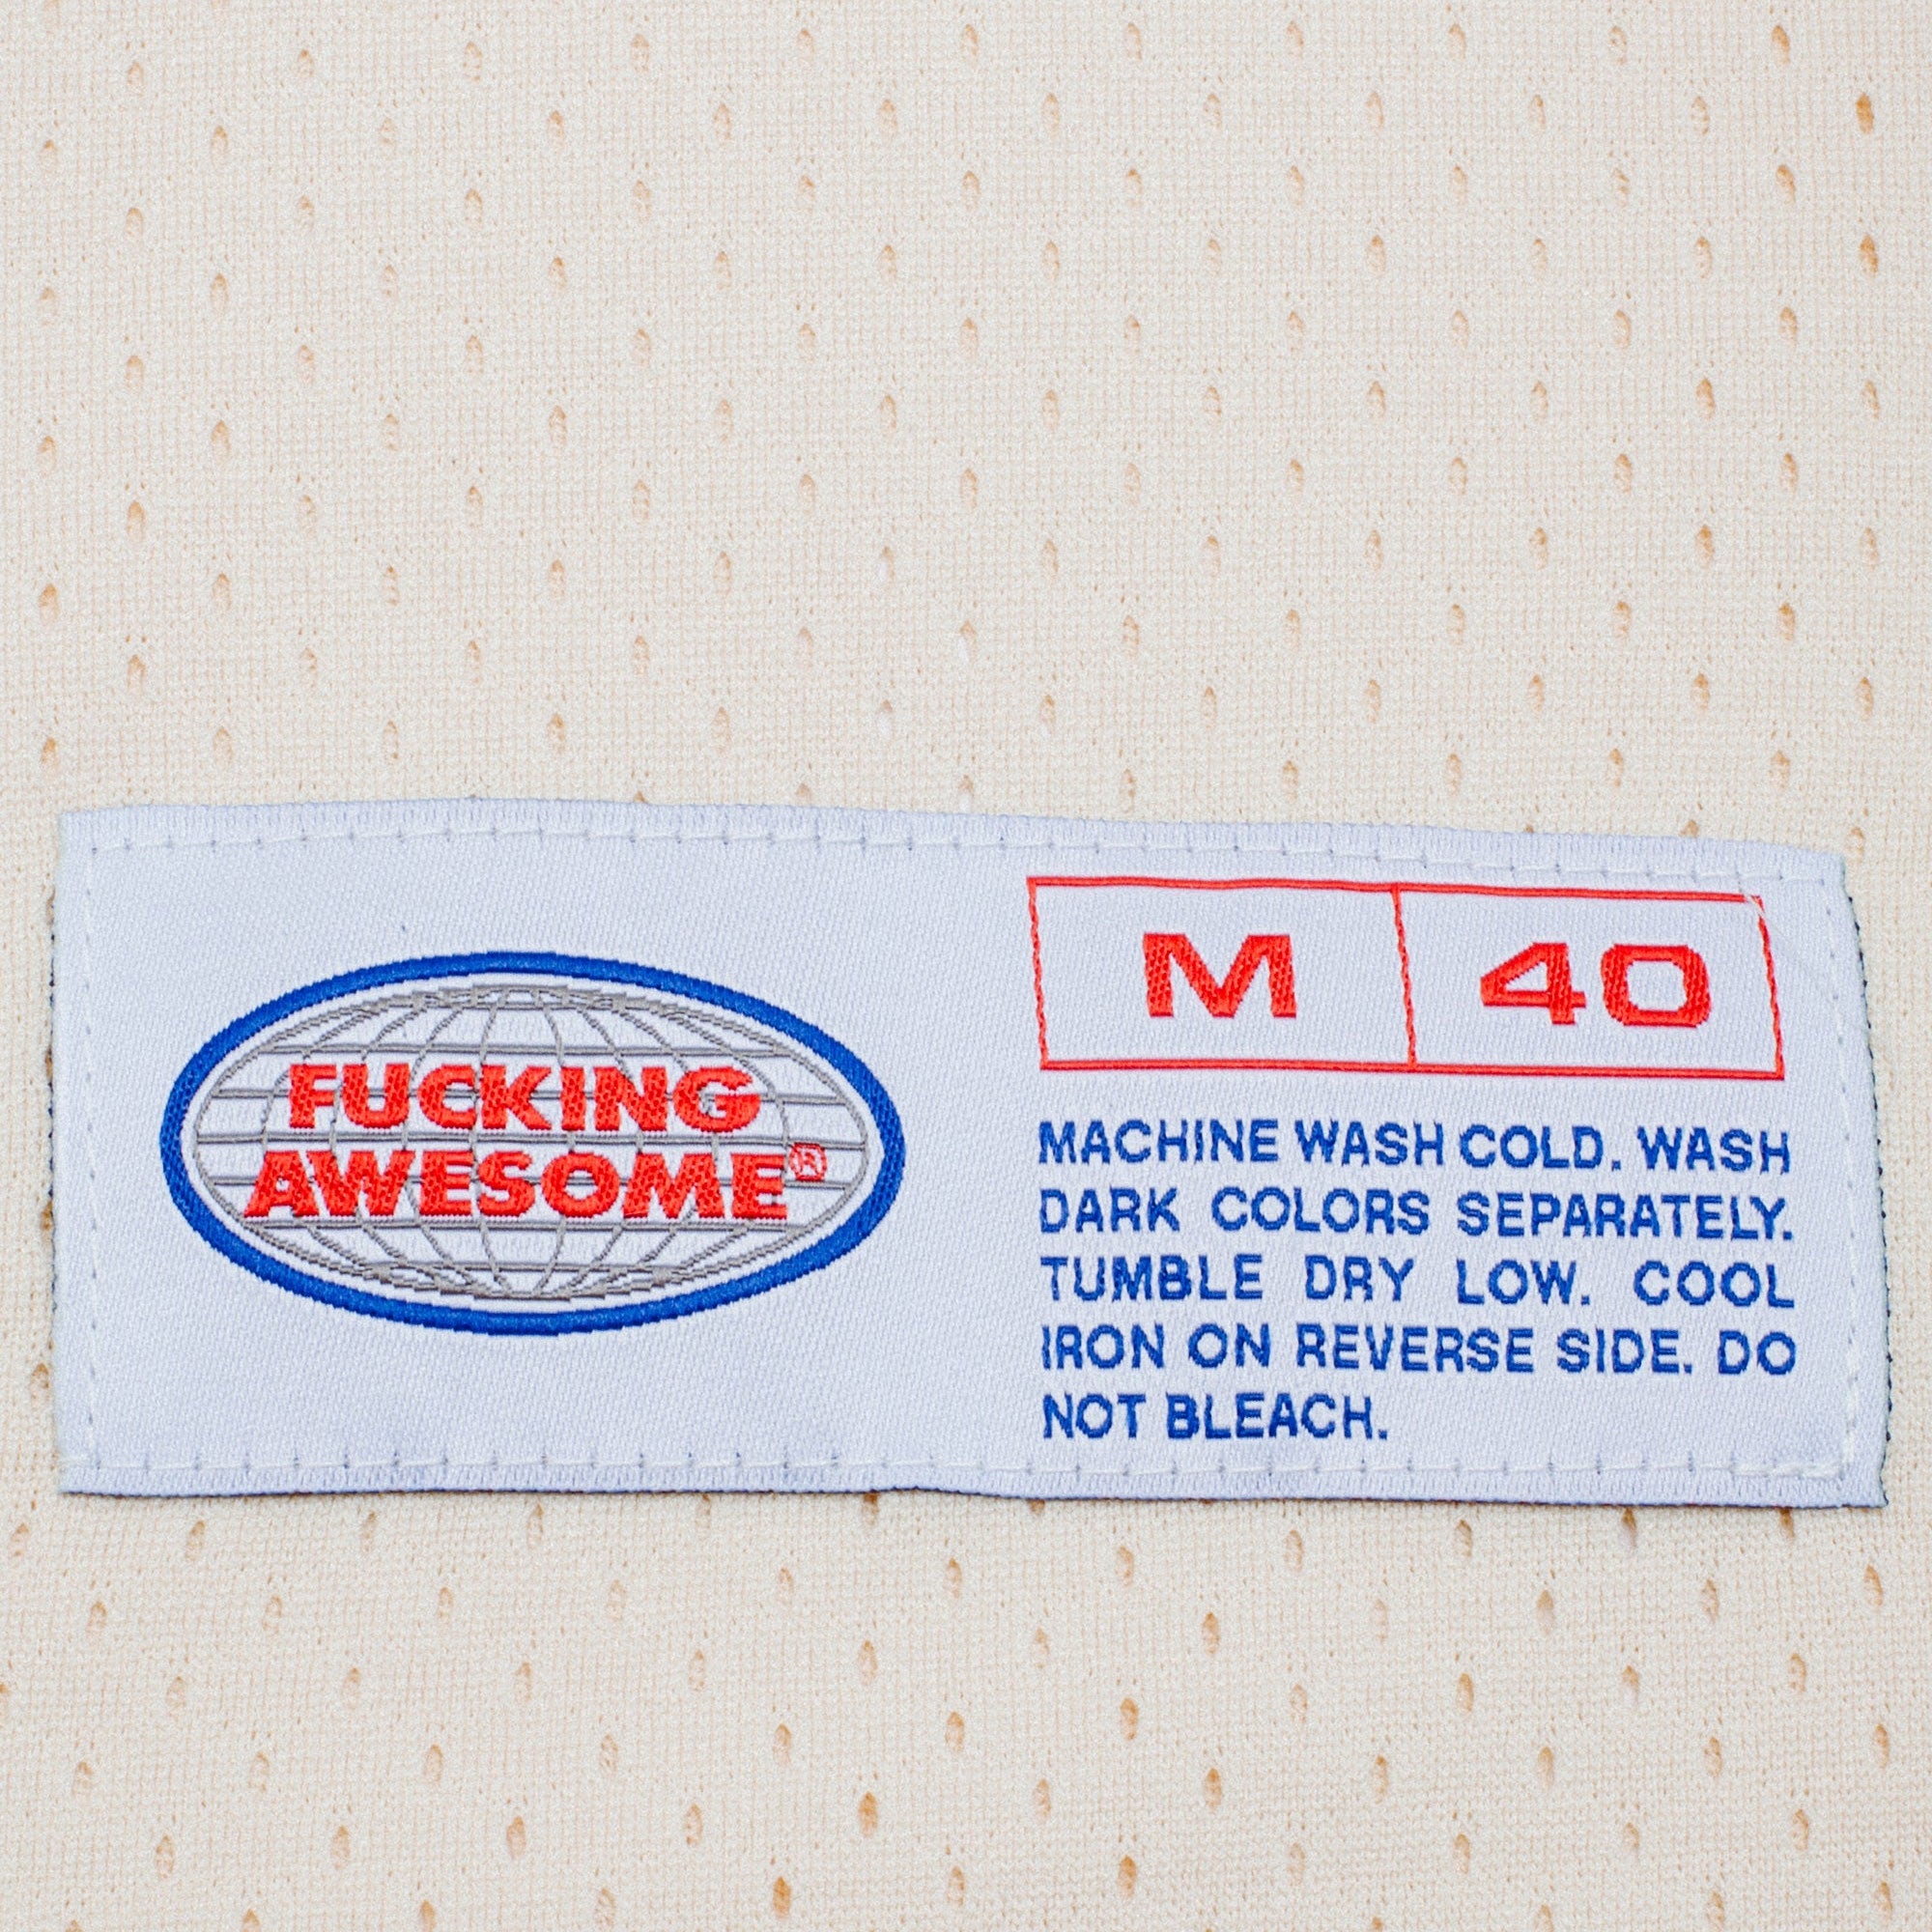 FUCKING
AWESOME®
M 40
MACHINE WASH COLD. WASH
DARK COLORS SEPARATELY.
TUMBLE DRY LOW. COOL
IRON ON REVERSE SIDE. DO
NOT BLEACH.